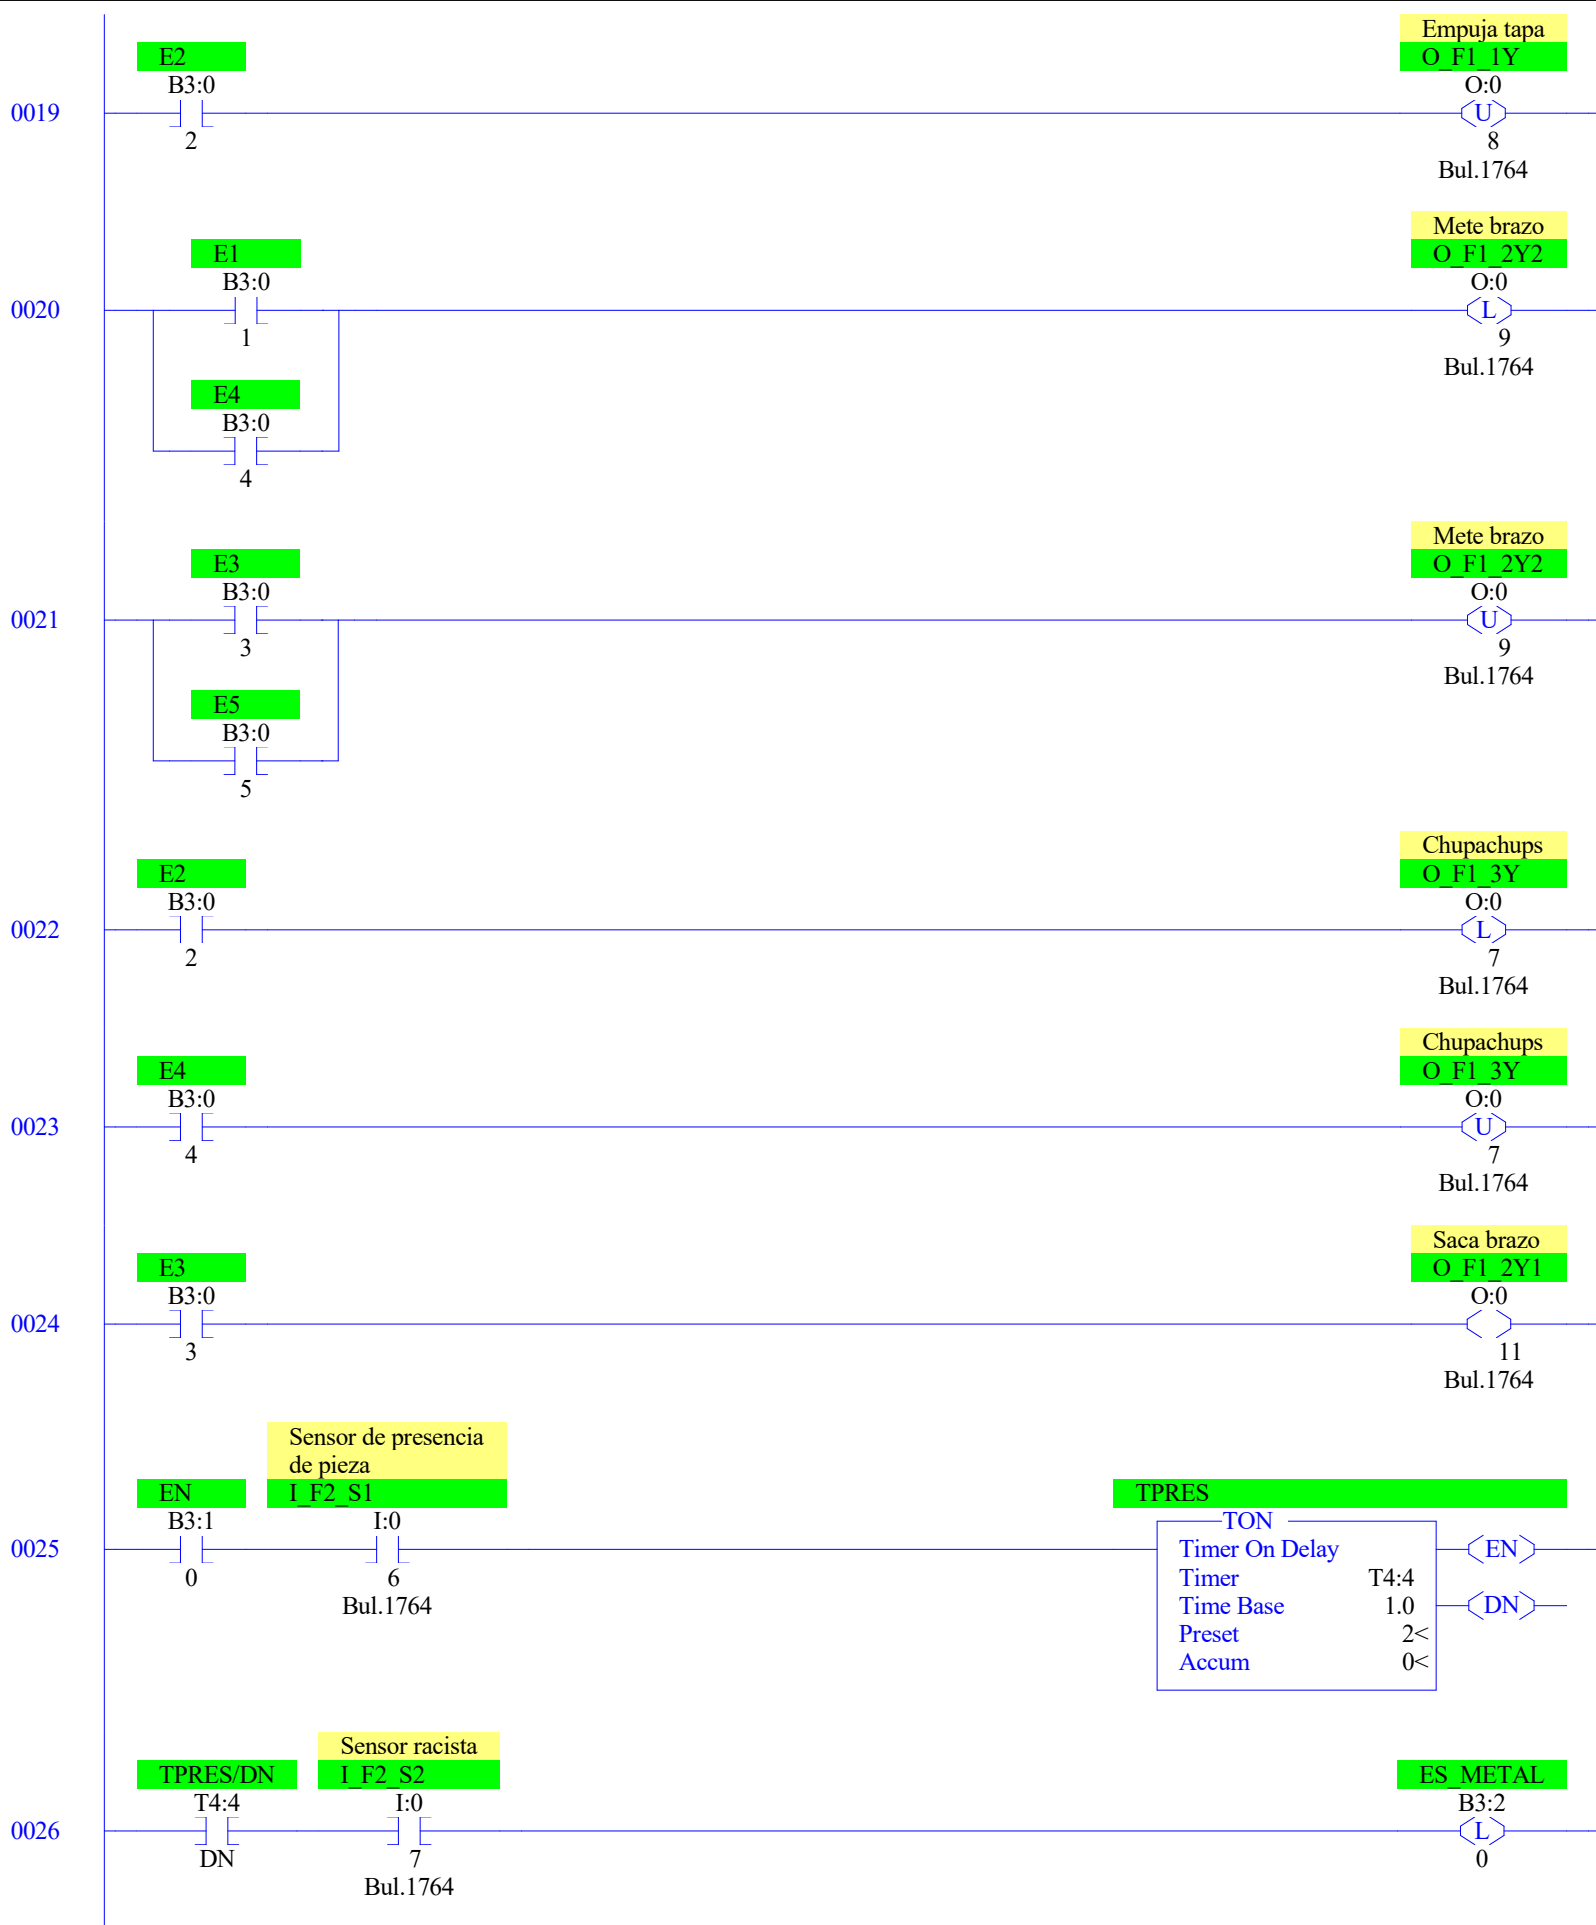 Empuja tapa
E2
O_F1_1Y
B3:0
O:0
0019
U
2
8
Bul.1764
Mete brazo
E1
O_F1_2Y2
B3:0
O:0
0020
L
1
9
Bul.1764
E4
B3:0
4
Mete brazo
E3
O_F1_2Y2
B3:0
O:0
0021
U
3
9
Bul.1764
E5
B3:0
5
Chupachups
E2
O_F1_3Y
B3:0
O:0
0022
L
2
7
Bul.1764
Chupachups
E4
O_F1_3Y
B3:0
O:0
0023
U
4
7
Bul.1764
Saca brazo
E3
O_F1_2Y1
B3:0
O:0
0024
3
11
Bul.1764
Sensor de presencia
de pieza
EN
I_F2_S1
TPRES
B3:1
I:0
TON
0025
Timer On Delay
EN
0
6
Timer T4:4
Bul.1764
Time Base 1.0
DN
Preset 2<
Accum 0<
Sensor racista
TPRES/DN
I_F2_S2
ES_METAL
T4:4
I:0
B3:2
0026
L
DN
7
0
Bul.1764